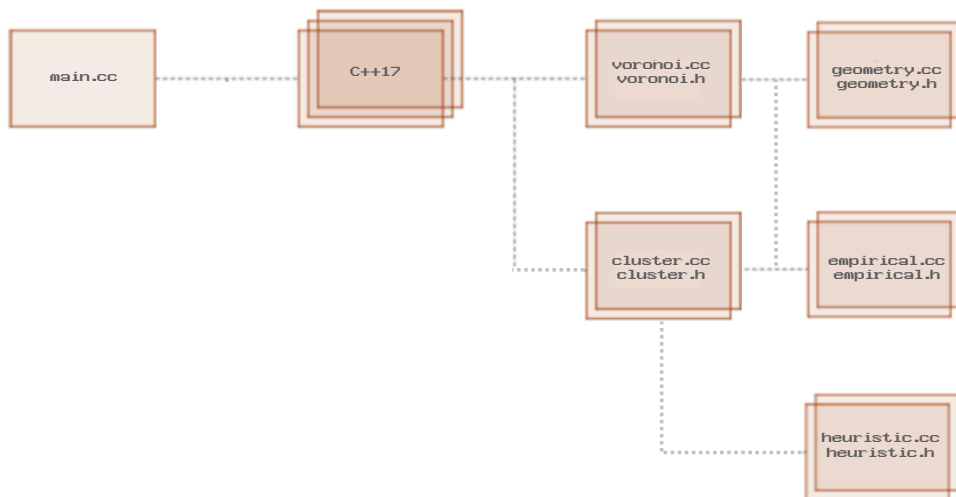 main.cc
C++17
voronoi.cc
voronoi.h
geometry.cc
geometry.h
cluster.cc
cluster.h
empirical.cc
empirical.h
heuristic.cc
heuristic.h